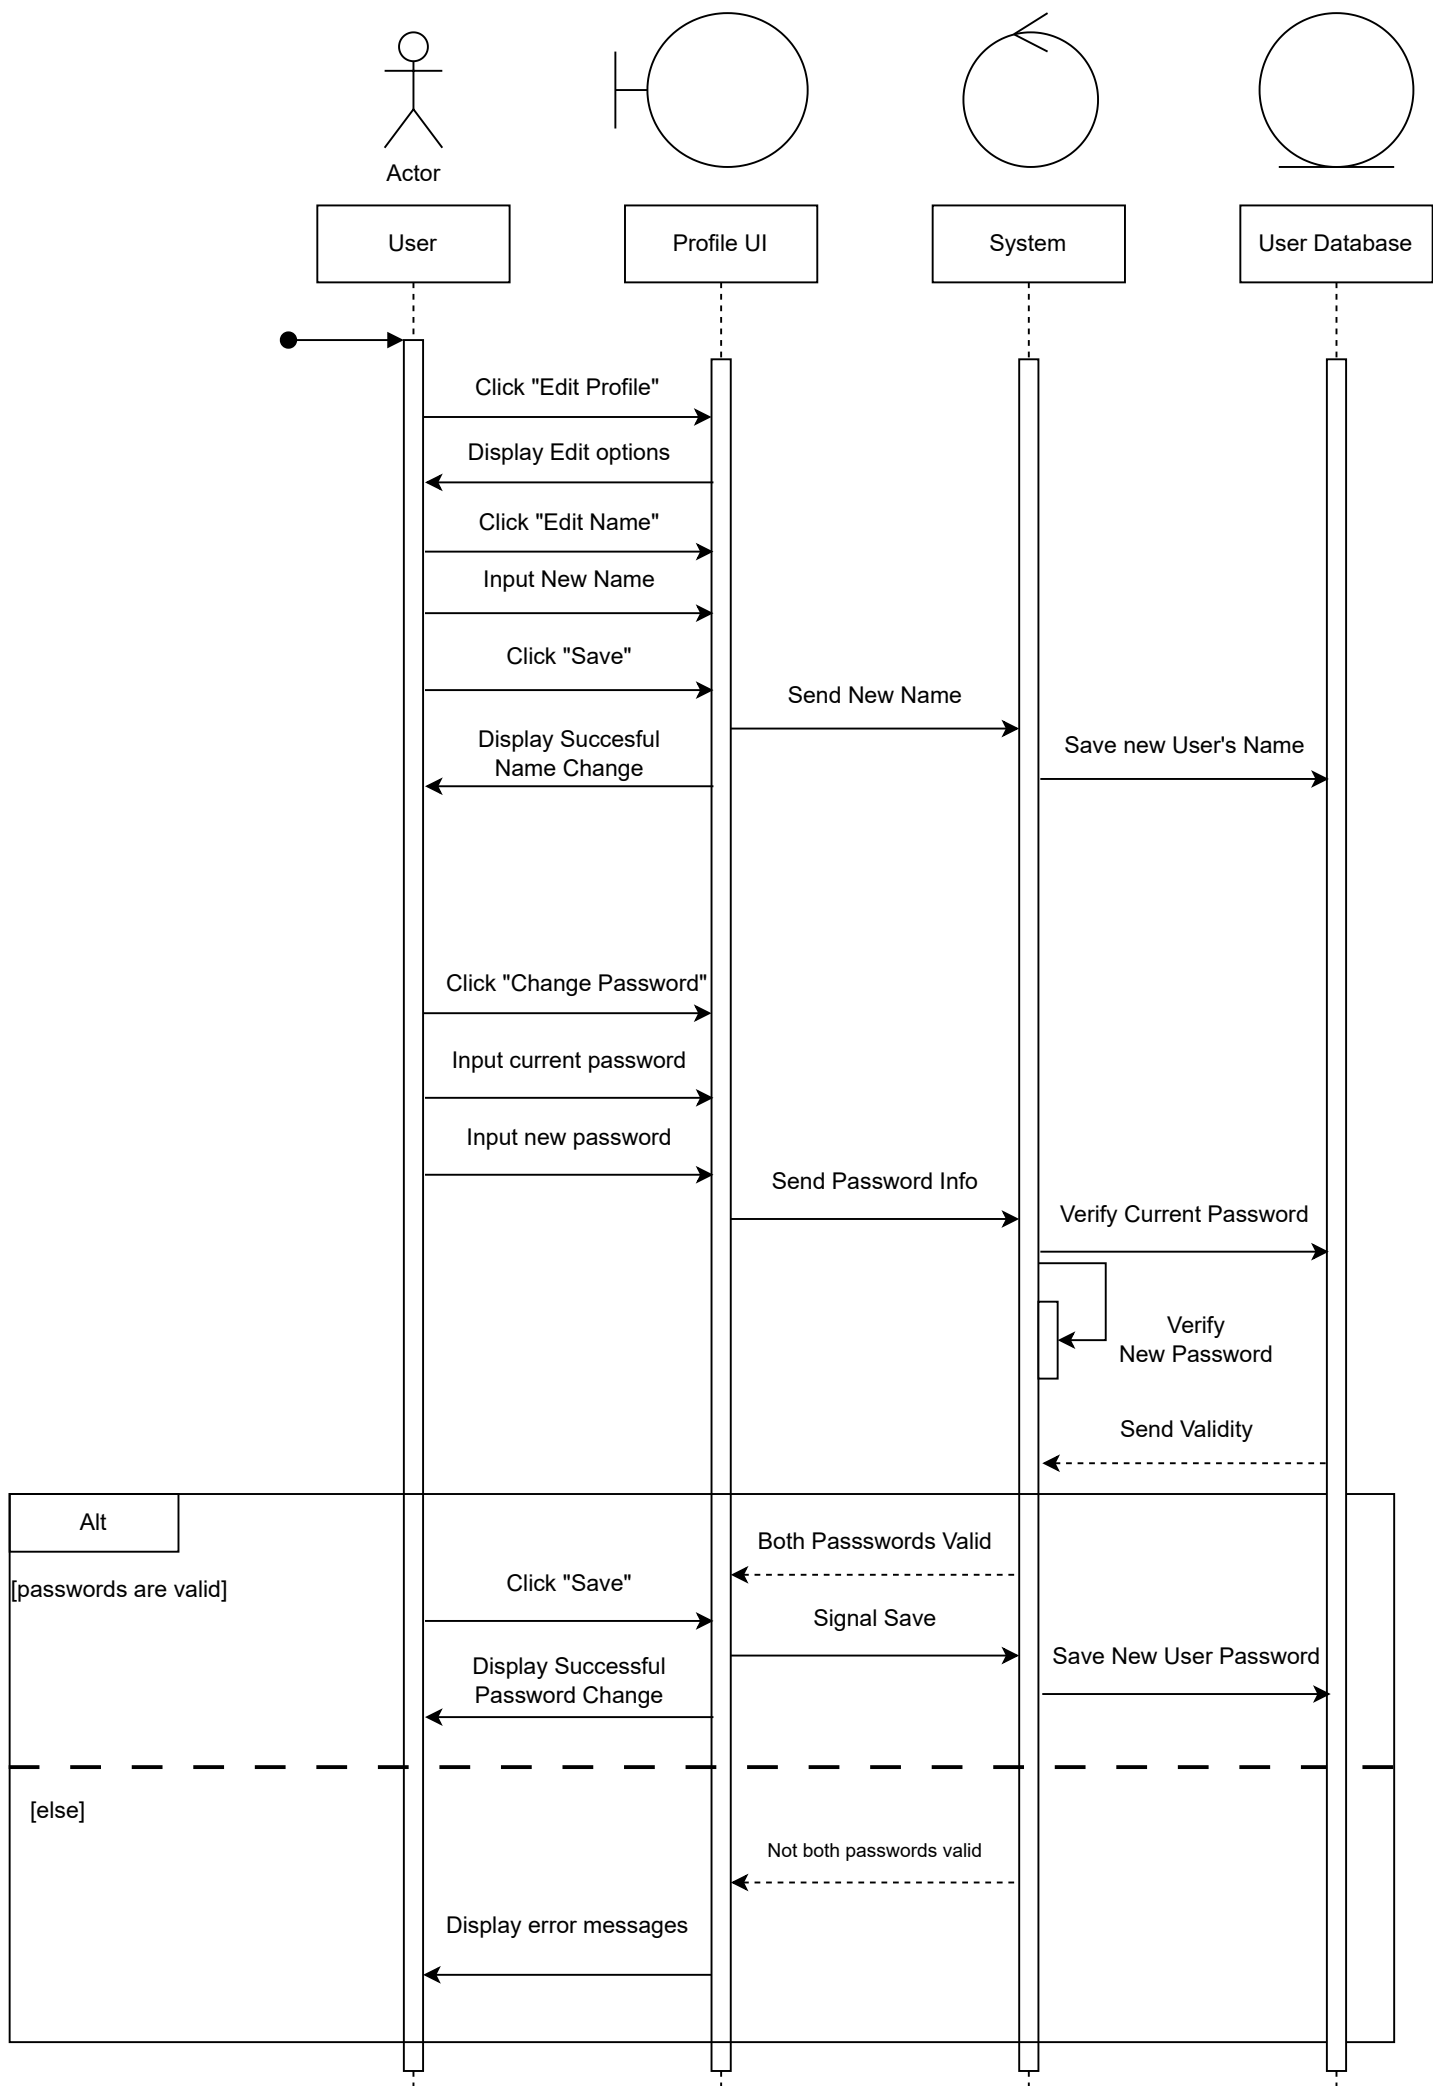 Actor
User
Profile UI
System
User Database
Click "Edit Profile"
Display Edit options
Click "Edit Name"
Input New Name
Click "Save"
Send New Name
Display Succesful
Name Change
Save new User's Name
Click "Change Password"
Input current password
Input new password
Send Password Info
Verify Current Password
Verify
New Password
Send Validity
Alt
Both Passswords Valid
[passwords are valid]
Click "Save"
Signal Save
Save New User Password
Display Successful
Password Change
[else]
Not both passwords valid
Display error messages